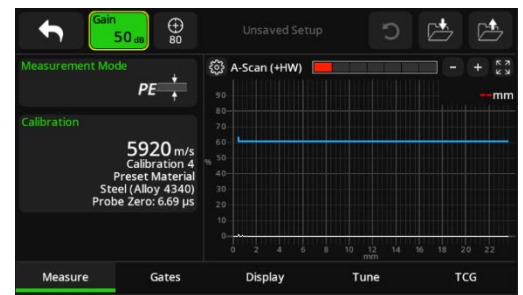 Gain
50 dB
80
Unsaved Setup
Measurement Mode
PE
Calibration
5920 m/s
Calibration 4
Preset Material
Steel (Alloy 4340)
Probe Zero: 6.69 µs
A-Scan (+HW)
- +
--mm
90
80
70
60
50
%
40
30
20
10
0
0 2 4 6 8 10 12 14 16 18 20 22
mm
Measure Gates Display Tune TCG